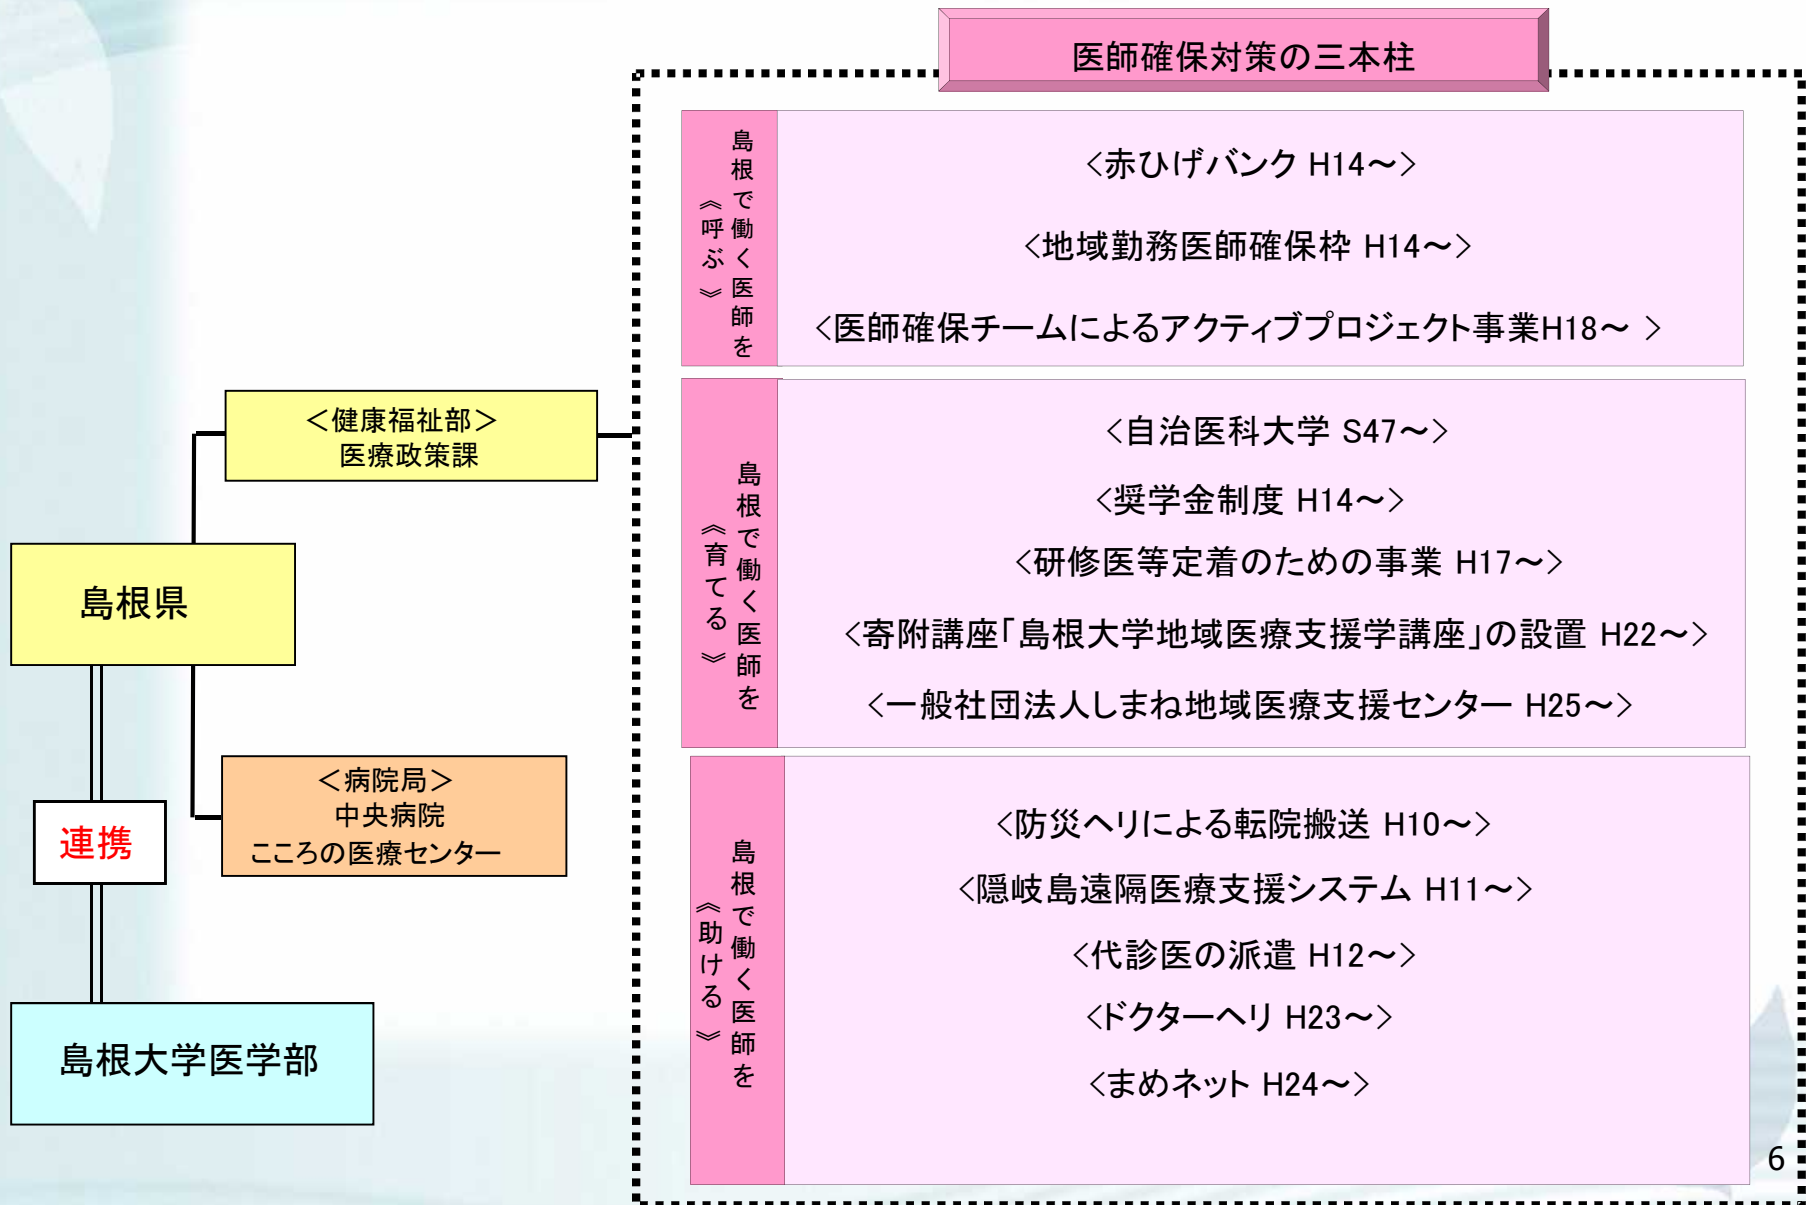 医師確保対策の三本柱
島根で働く医師を
《呼ぶ》
<赤ひげバンク H14～>
<地域勤務医師確保枠 H14～>
<医師確保チームによるアクティブプロジェクト事業H18～ >
島根で働く医師を
《育てる》
<自治医科大学 S47～>
<奨学金制度 H14～>
<研修医等定着のための事業 H17～>
<寄附講座「島根大学地域医療支援学講座」の設置 H22～>
<一般社団法人しまね地域医療支援センター H25～>
島根で働く医師を
《助ける》
<防災ヘリによる転院搬送 H10～>
<隠岐島遠隔医療支援システム H11～>
<代診医の派遣 H12～>
<ドクターヘリ H23～>
<まめネット H24～>
＜健康福祉部＞
医療政策課
島根県
＜病院局＞
中央病院
こころの医療センター
連携
島根大学医学部
6